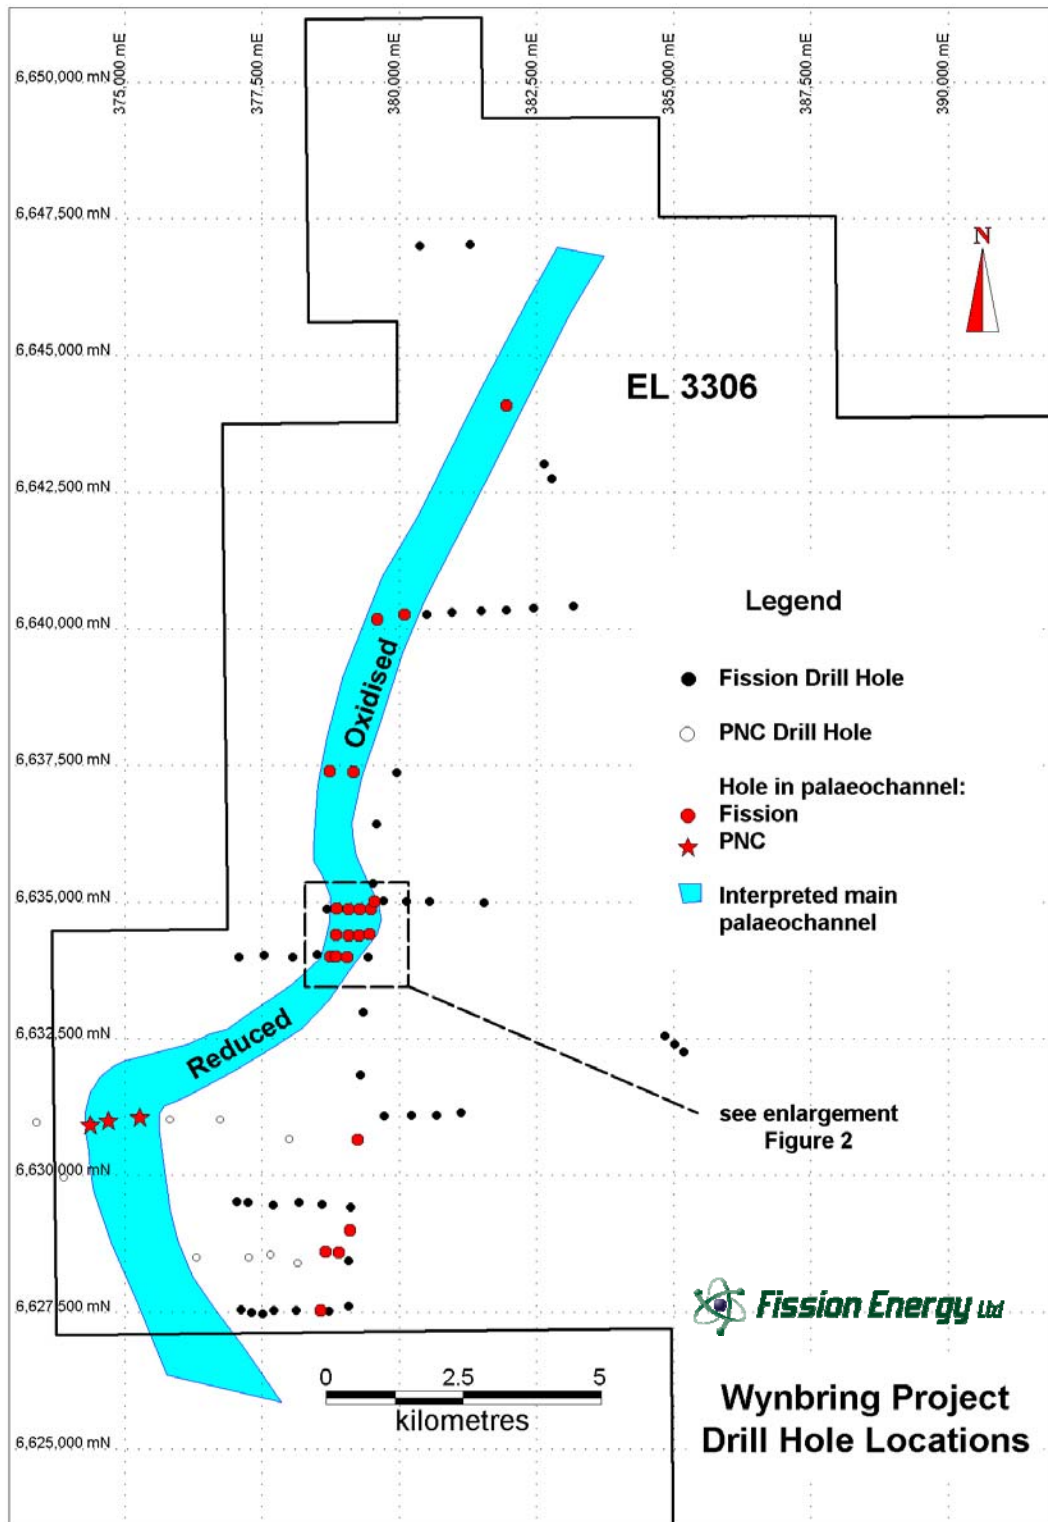 375,000 mE
377,500 mE
380,000 mE
382,500 mE
385,000 mE
387,500 mE
390,000 mE
6,650,000 mN
6,647,500 mN
N
6,645,000 mN
EL 3306
6,642,500 mN
Legend
6,640,000 mN
Oxidised
Fission Drill Hole
PNC Drill Hole
6,637,500 mN
Hole in palaeochannel:
Fission
PNC
6,635,000 mN
Interpreted main
palaeochannel
6,632,500 mN
Reduced
see enlargement
Figure 2
6,630,000 mN
6,627,500 mN
Fission Energy Ltd
0 2.5 5
kilometres
Wynbring Project
Drill Hole Locations
6,625,000 mN